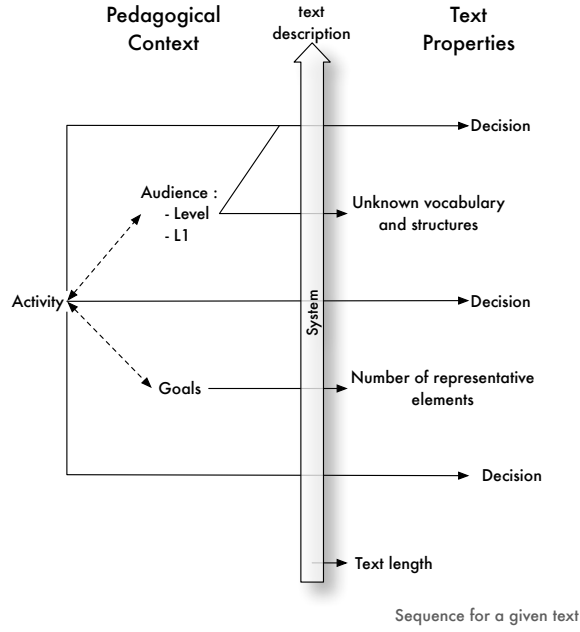 Pedagogical
Context
text
description
Text
Properties
Decision
Audience :
- Level
- L1
Unknown vocabulary
and structures
Activity
System
Decision
Goals
Number of representative
elements
Decision
Text length
Sequence for a given text